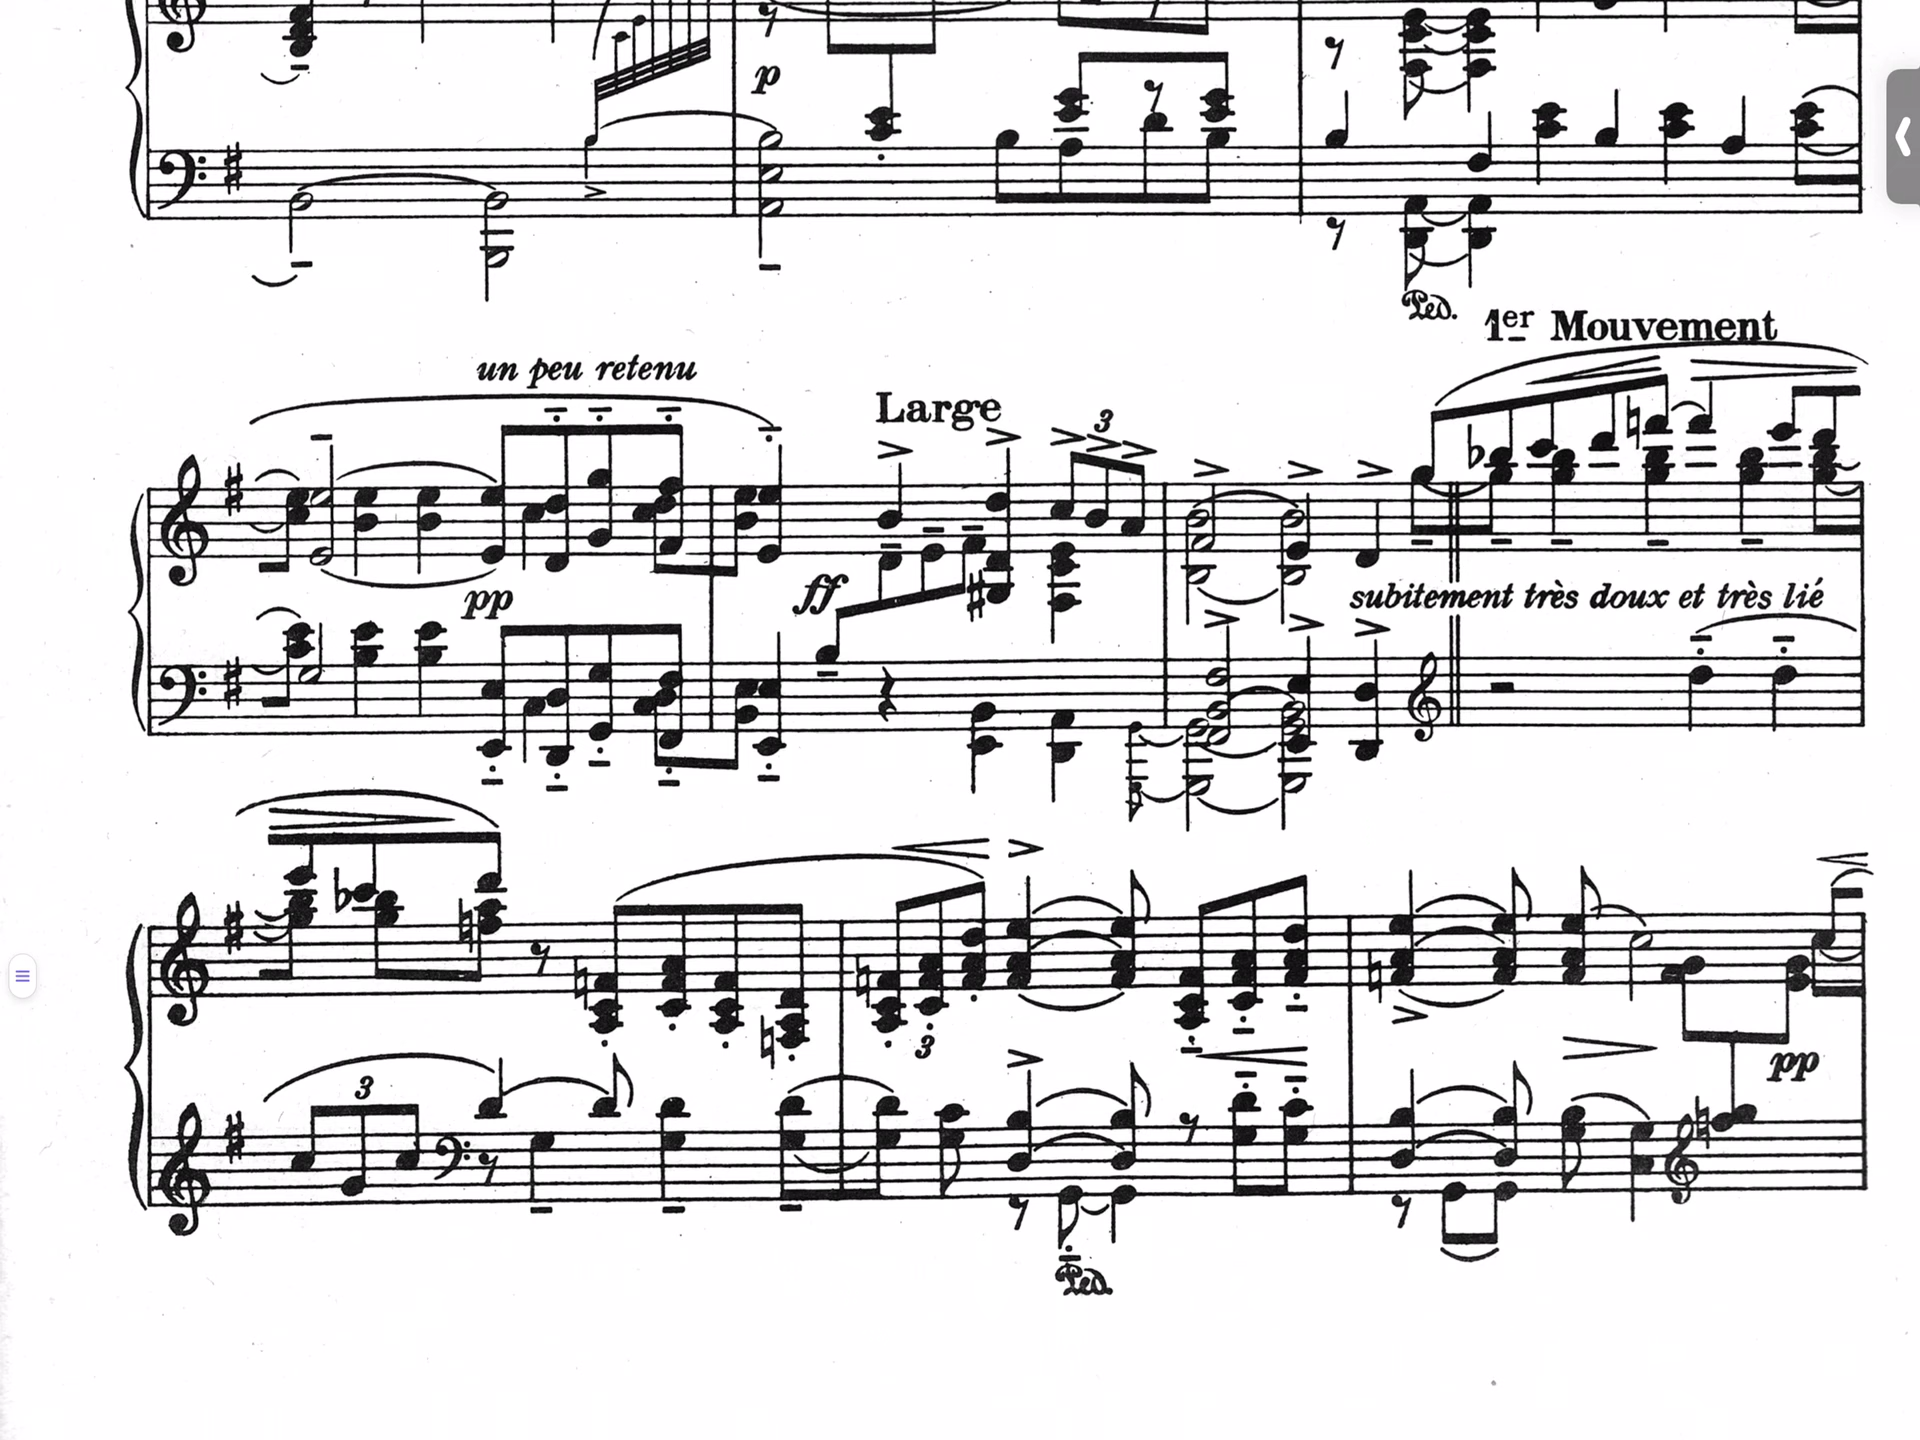 p
Ped.
1er Mouvement
un peu retenu
Large
3
pp
ff
subitement très doux et très lié
3
3
pp
Ped.